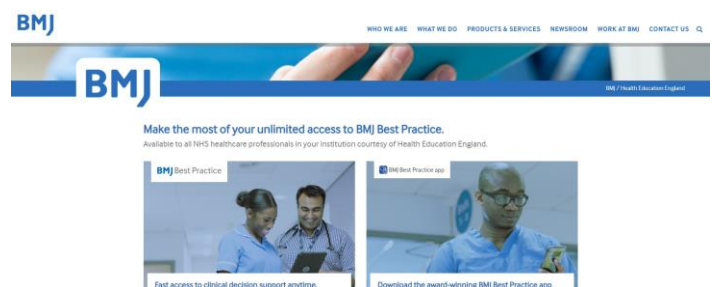 BMJ
WHO WE ARE WHAT WE DO PRODUCTS & SERVICES NEWSROOM WORK AT BMJ CONTACT US
BMJ
BMJ / Health Education England
Make the most of your unlimited access to BMJ Best Practice.
Available to all NHS healthcare professionals in your institution courtesy of Health Education England.
BMJ Best Practice
BMJ Best Practice app
Fast access to clinical decision support anytime,
Download the award-winning BMJ Best Practice app